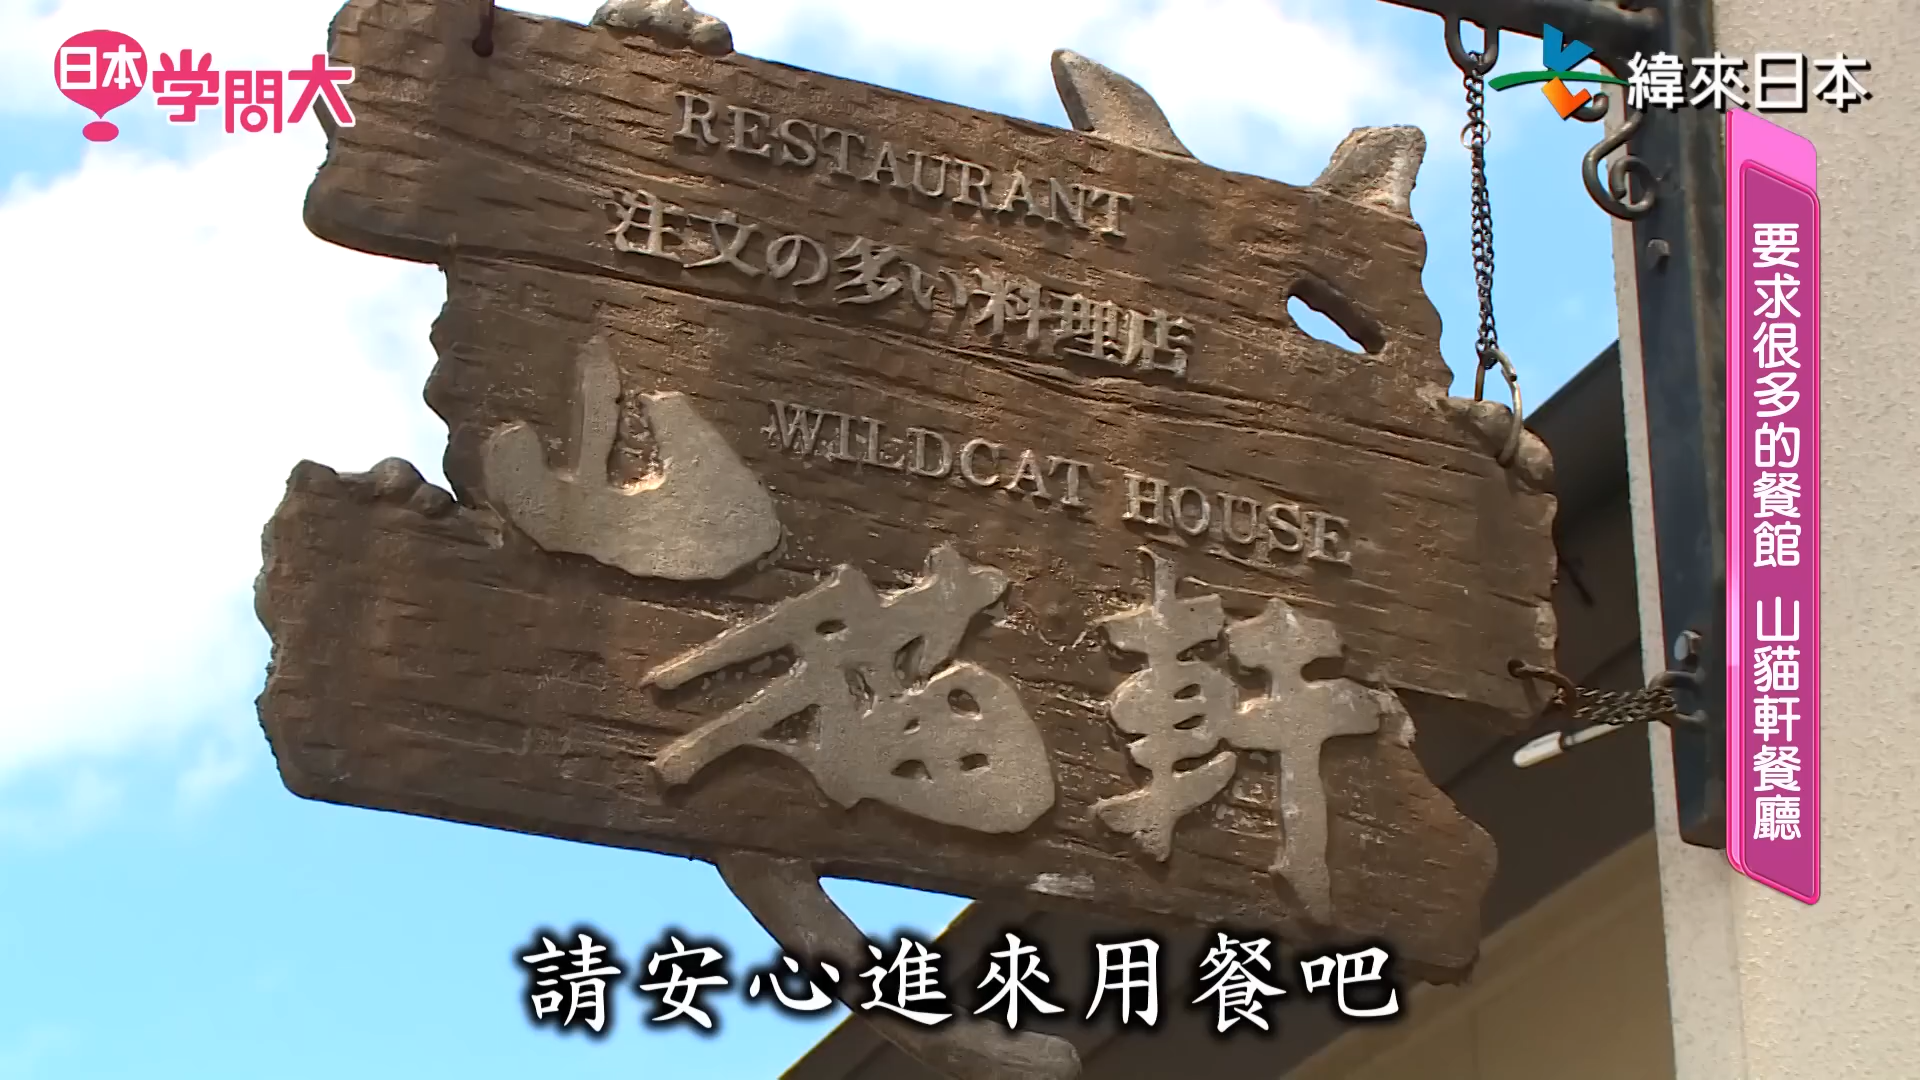 日本
学問大
緯來日本
RESTAURANT
注文の多い料理店
WILDCAT HOUSE
山猫軒
要求很多的餐館 山貓軒餐廳
請安心進來用餐吧